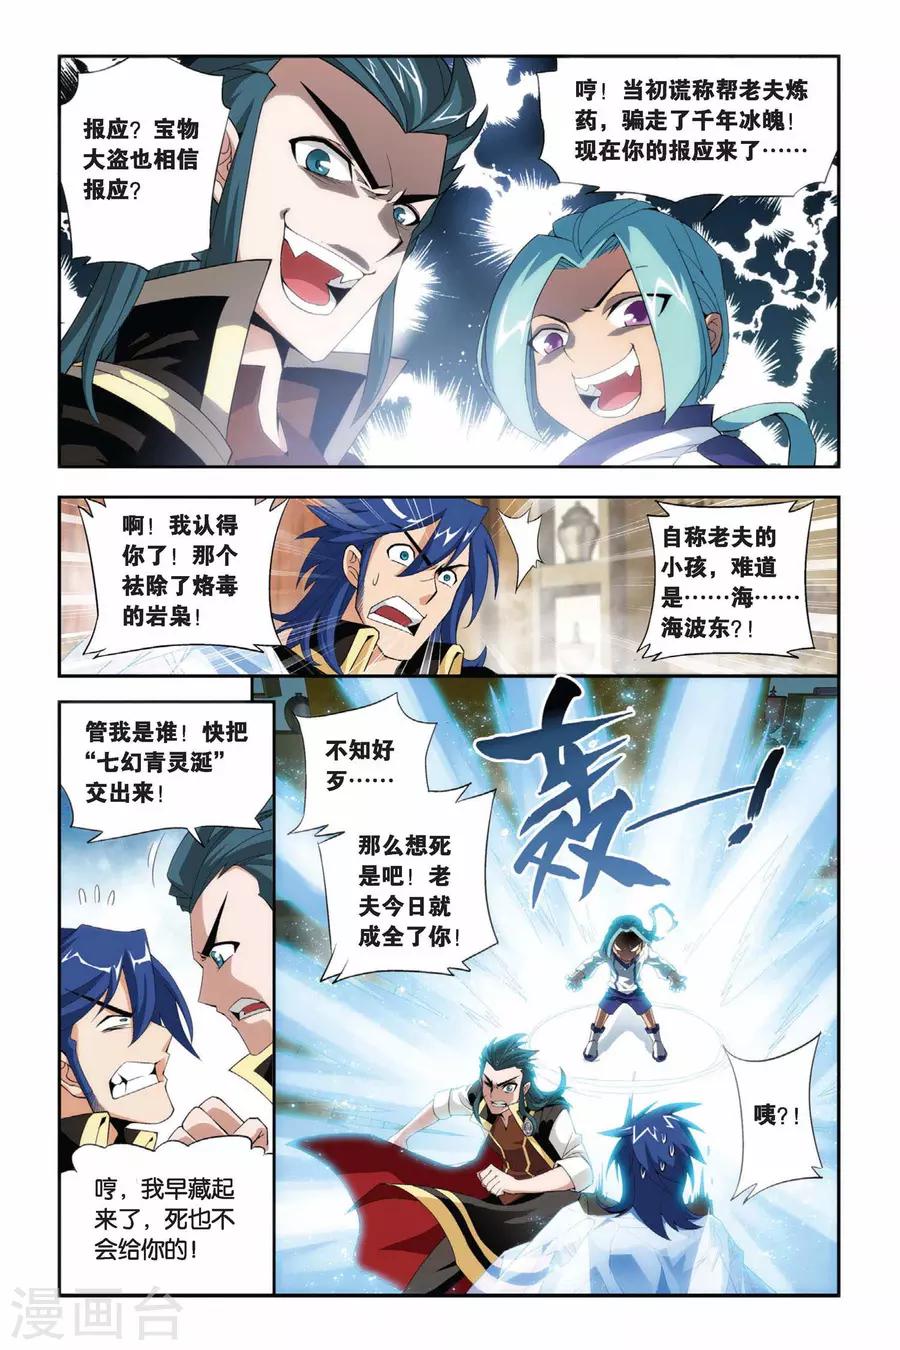 报应？宝物
大盗也相信
报应？
哼！当初谎称帮老夫炼
药，骗走了千年冰魄！
现在你的报应来了……
啊！我认得
你了！那个
祛除了烙毒
的岩枭！
自称老夫的
小孩，难道
是……海……
海波东?!
管我是谁！快把
“七幻青灵涎”
交出来！
哼，我早藏起
来了，死也不
会给你的！
不知好
歹……
那么想死
是吧！老
夫今日就
成全了你！
轰—！
咦?！
漫画台